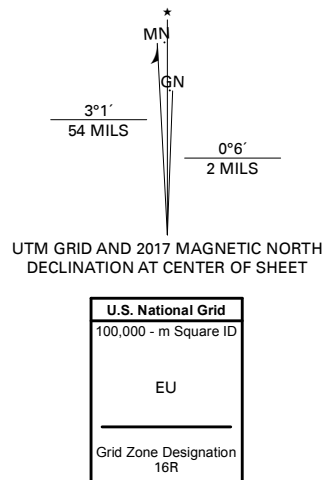 ★
MN
GN
3°1´
54 MILS
0°6´
2 MILS
UTM GRID AND 2017 MAGNETIC NORTH
DECLINATION AT CENTER OF SHEET
U.S. National Grid
100,000 - m Square ID
EU
Grid Zone Designation
16R